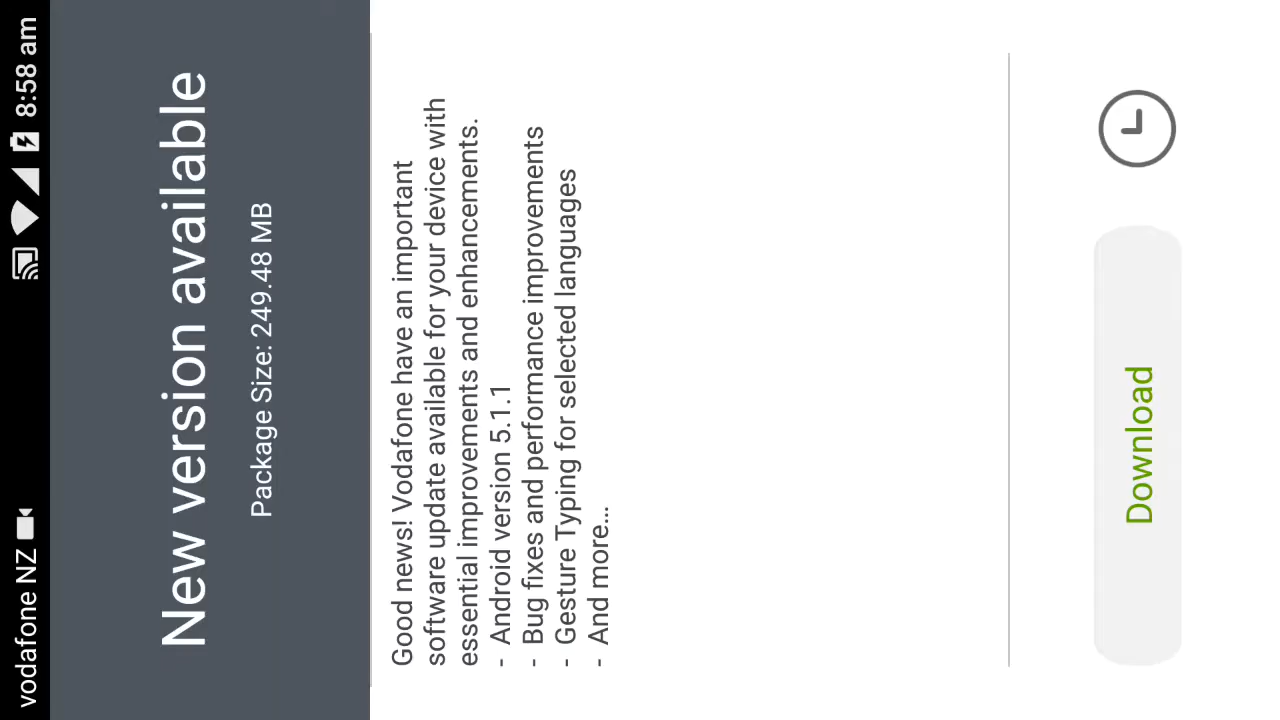 vodafone NZ 8:58 am
New version available
Package Size: 249.48 MB
Good news! Vodafone have an important
software update available for your device with
essential improvements and enhancements.
- Android version 5.1.1
- Bug fixes and performance improvements
- Gesture Typing for selected languages
- And more...
Download